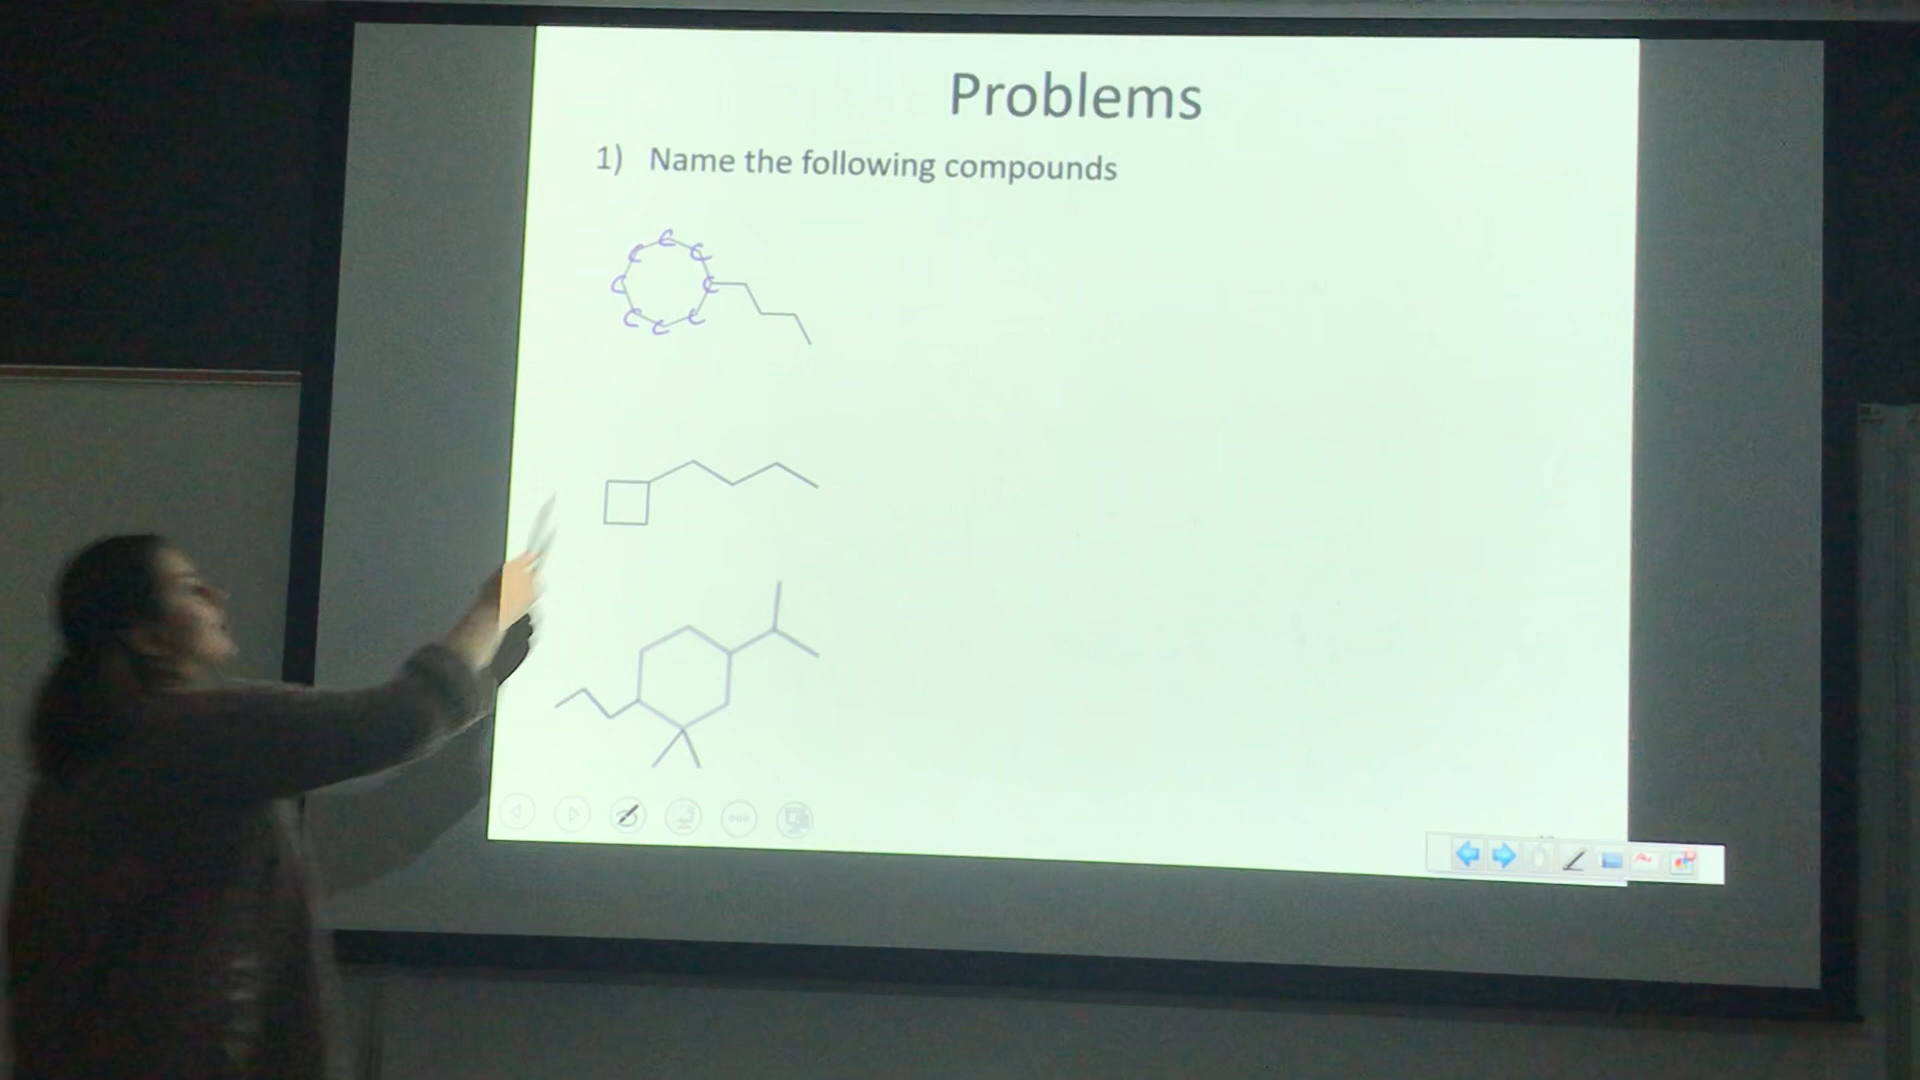 Problems
1) Name the following compounds
C C C
C C
C C C